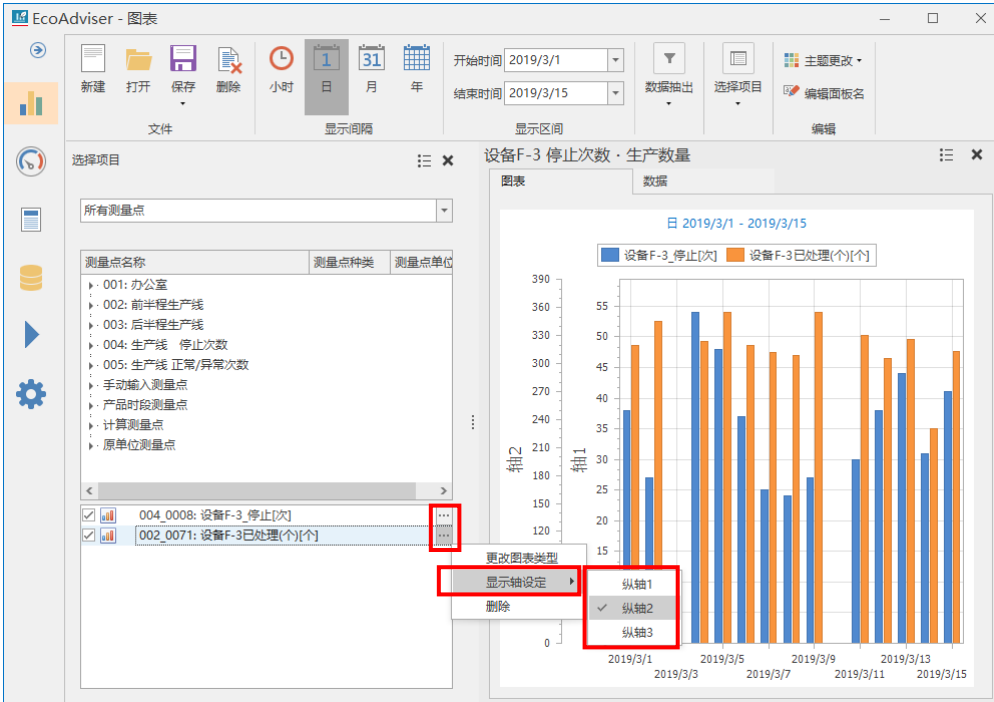 EcoAdviser - 图表
新建 打开 保存 删除 小时 1 日 31 月 年
开始时间 2019/3/1
结束时间 2019/3/15
数据抽出 选择项目
主题更改
编辑面板名
文件 显示间隔 显示区间 编辑
选择项目
所有测量点
测量点名称 测量点种类 测量点单位
001: 办公室
002: 前半程生产线
003: 后半程生产线
004: 生产线 停止次数
005: 生产线 正常/异常次数
手动输入测量点
产品时段测量点
计算测量点
原单位测量点
004_0008: 设备F-3_停止[次]
002_0071: 设备F-3已处理(个)[个]
更改图表类型
显示轴设定
删除
纵轴1
纵轴2
纵轴3
设备F-3 停止次数 · 生产数量
图表 数据
日 2019/3/1 - 2019/3/15
设备F-3_停止[次] 设备F-3已处理(个)[个]
轴2
390
360
330
300
270
240
210
180
150
120
0
轴1
55
50
45
40
35
30
25
20
15
2019/3/1 2019/3/5 2019/3/9 2019/3/13
2019/3/3 2019/3/7 2019/3/11 2019/3/15